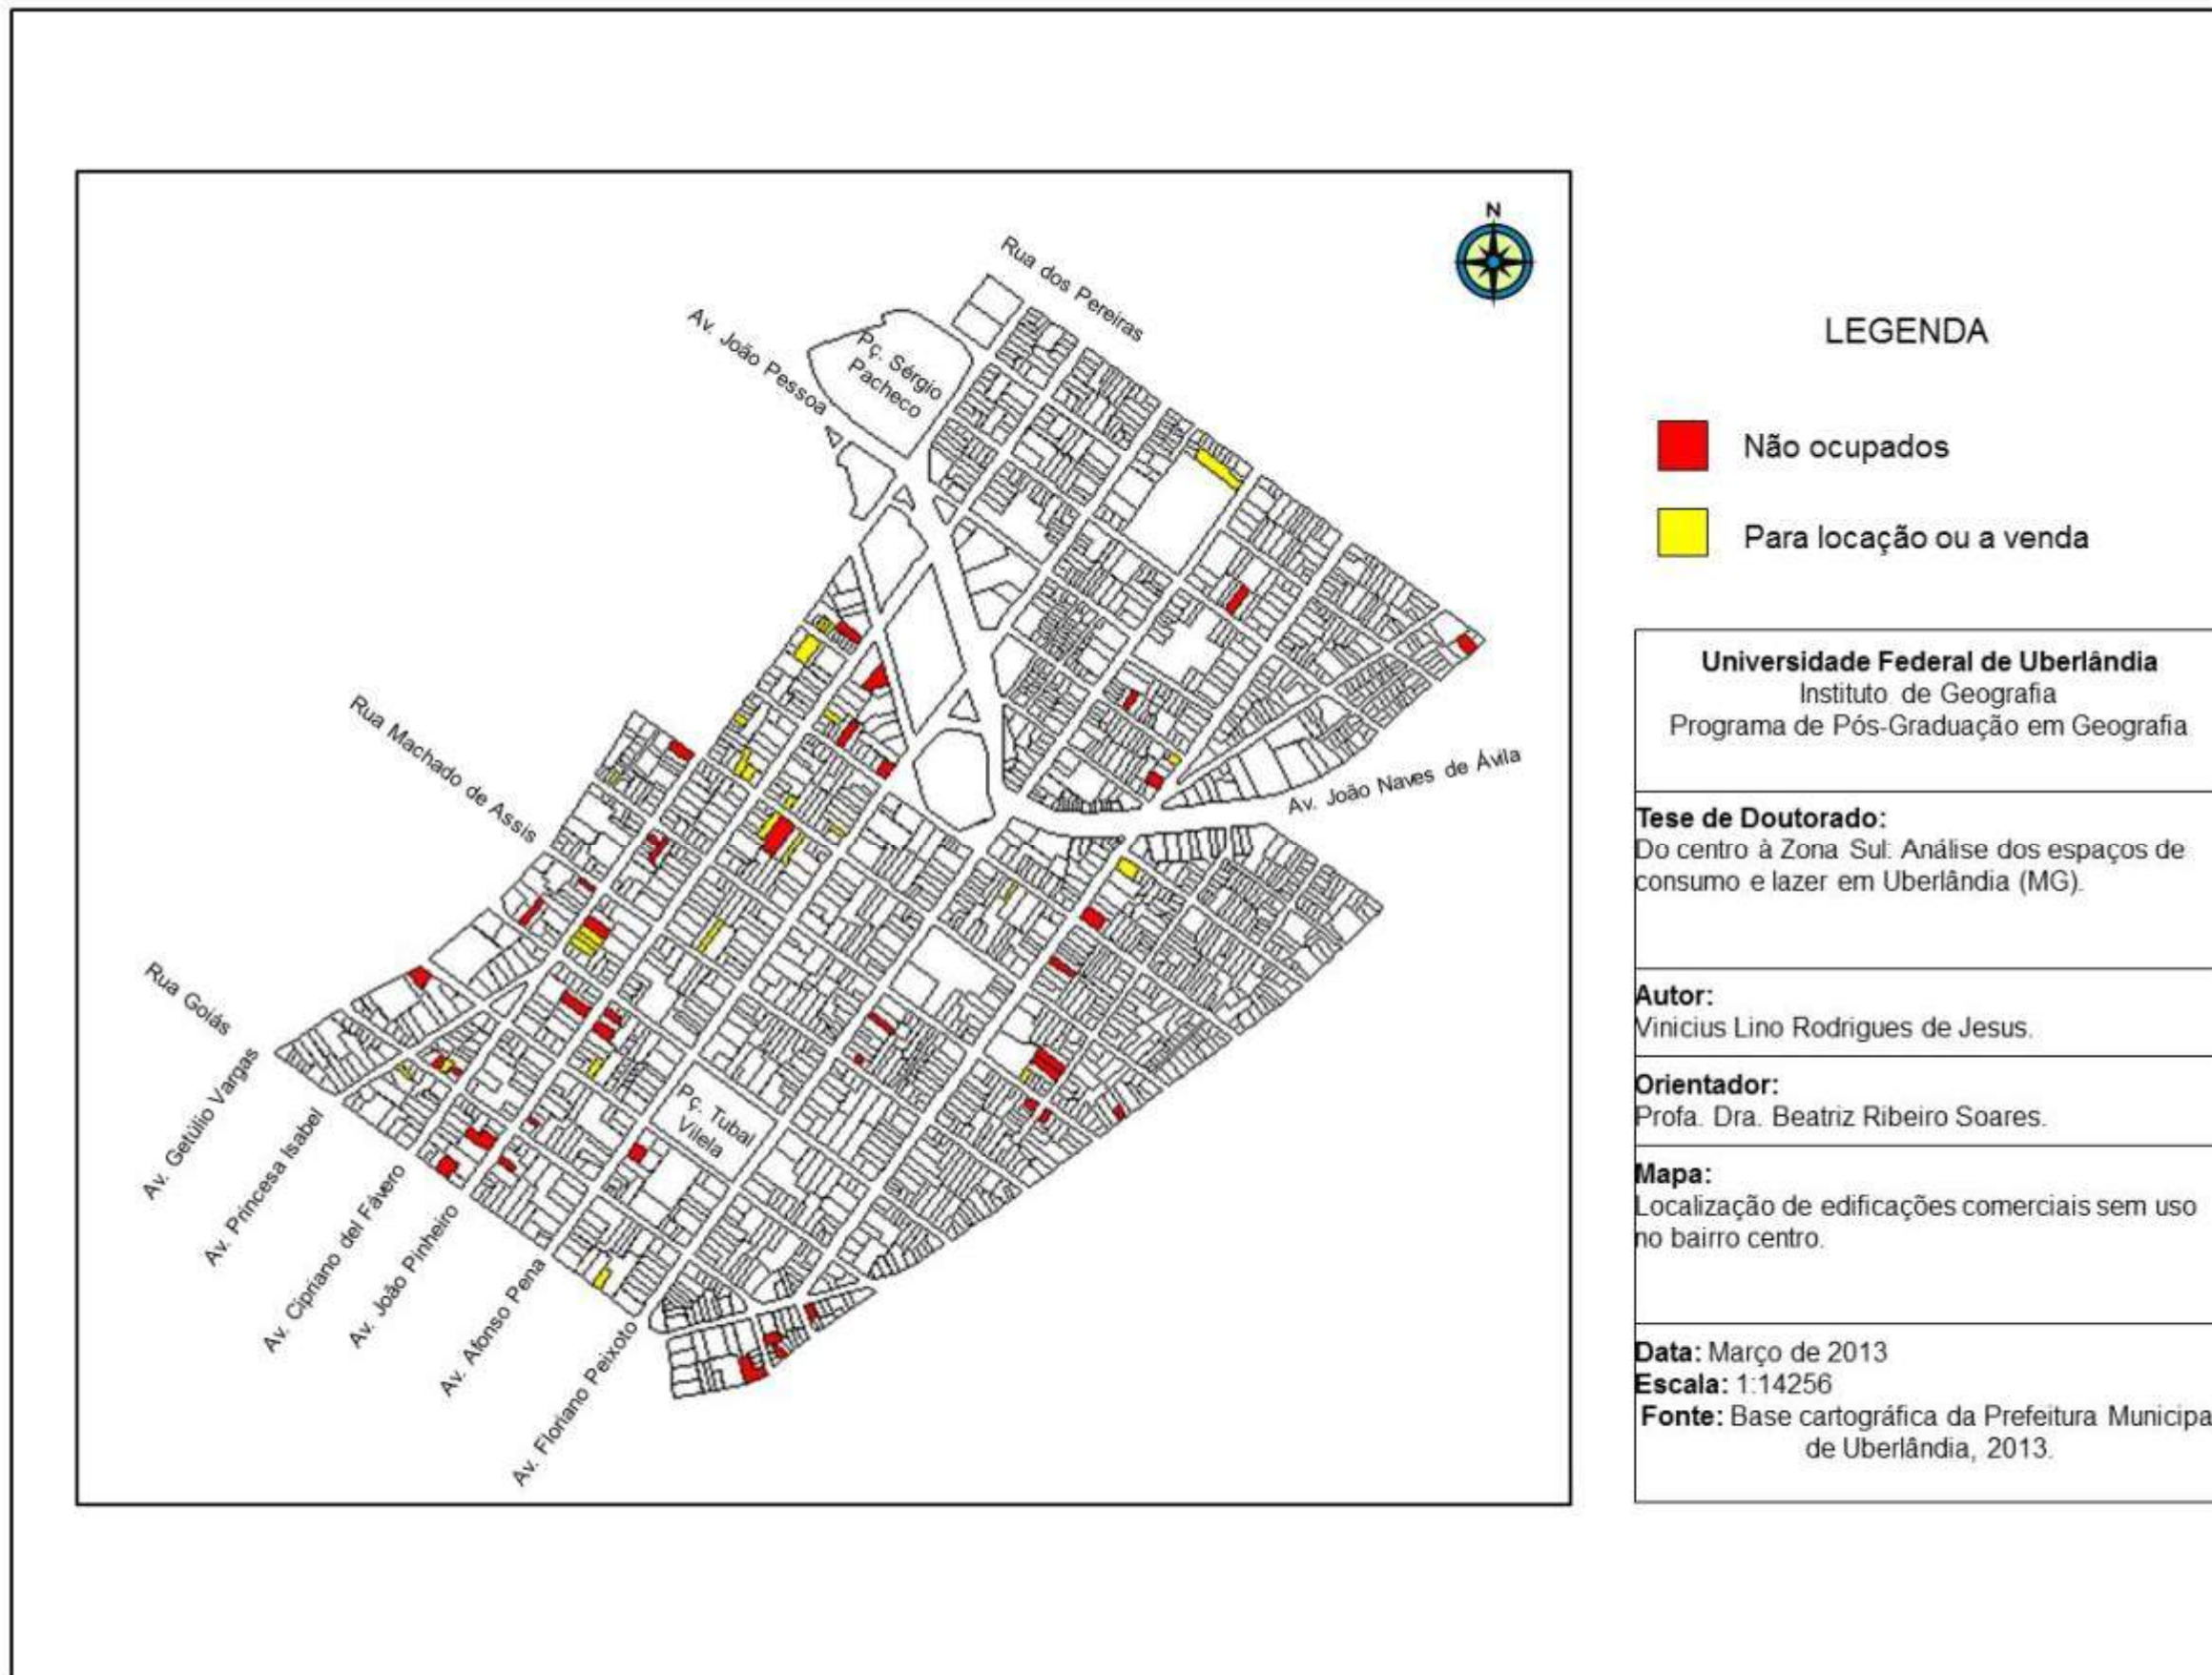 N
Rua dos Pereiras
Av. João Pessoa
Pç. Sérgio
Pacheco
Rua Machado de Assis
Av. João Naves de Ávila
Rua Goiás
Av. Getúlio Vargas
Av. Princesa Isabel
Av. Cipriano del Fávero
Av. João Pinheiro
Av. Afonso Pena
Av. Floriano Peixoto
Pç. Tubal
Vilela
LEGENDA
Não ocupados
Para locação ou a venda
Universidade Federal de Uberlândia
Instituto de Geografia
Programa de Pós-Graduação em Geografia
Tese de Doutorado:
Do centro à Zona Sul: Análise dos espaços de
consumo e lazer em Uberlândia (MG).
Autor:
Vinicius Lino Rodrigues de Jesus.
Orientador:
Profa. Dra. Beatriz Ribeiro Soares.
Mapa:
Localização de edificações comerciais sem uso
no bairro centro.
Data: Março de 2013
Escala: 1:14256
Fonte: Base cartográfica da Prefeitura Municipa
de Uberlândia, 2013.